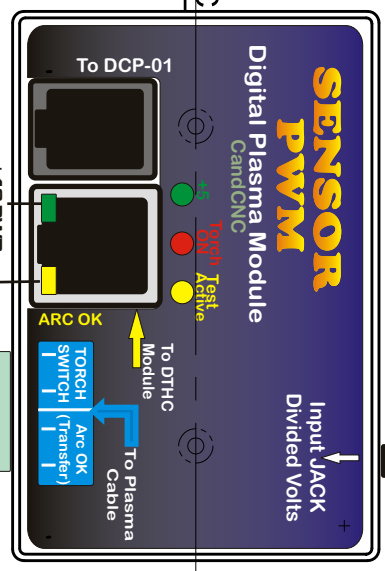 To DCP-01
SENSOR
PWM
Digital Plasma Module
CandCNC
+5
Torch
ON
Test
Active
ARC OK
To DTHC
Module
TORCH
SWITCH
Arc OK
(Transfer)
To Plasma
Cable
Input JACK
Divided Volts
+
-